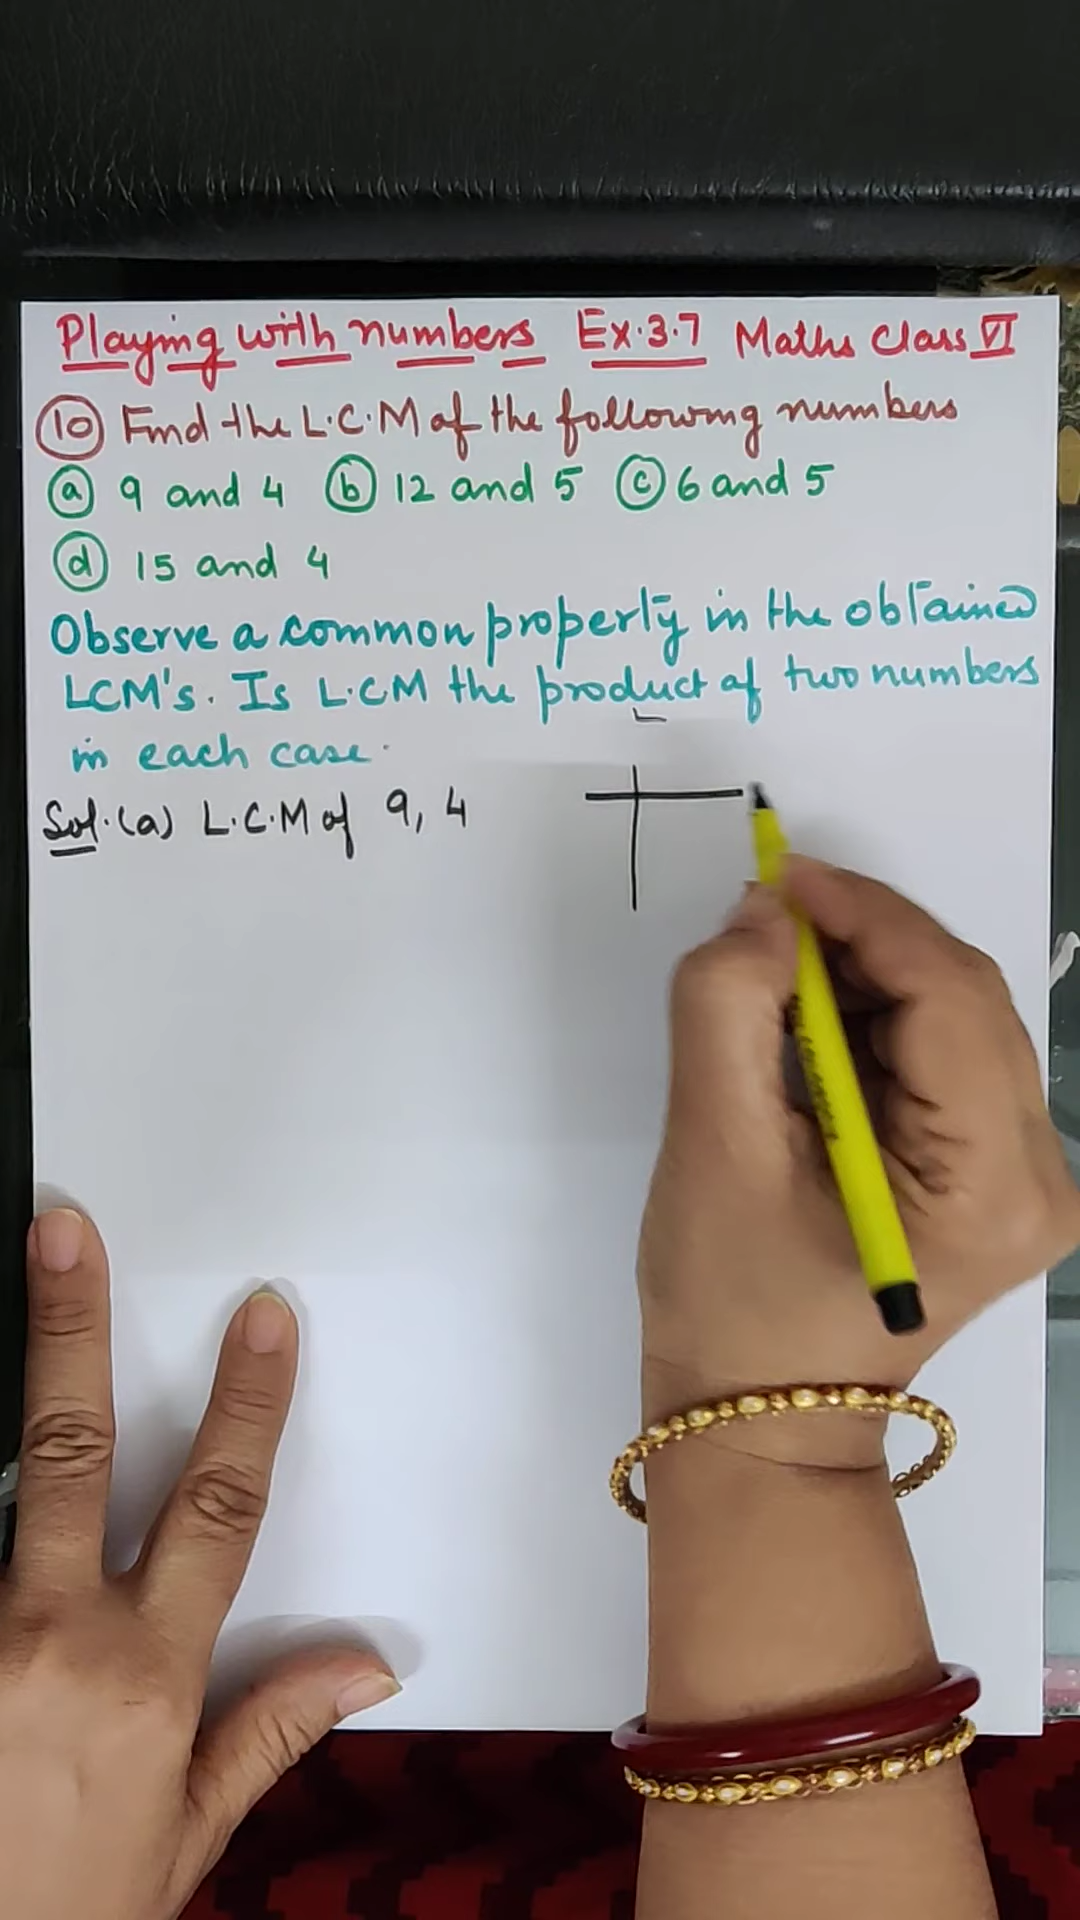 Playing with numbers Ex.3.7 Maths Class VI
10 Find the L.C.M of the following numbers
a 9 and 4 b 12 and 5 c 6 and 5
d 15 and 4
Observe a common property in the obtained
LCM's. Is L.C.M the product of two numbers
in each case.
Sol. (a) L.C.M of 9, 4